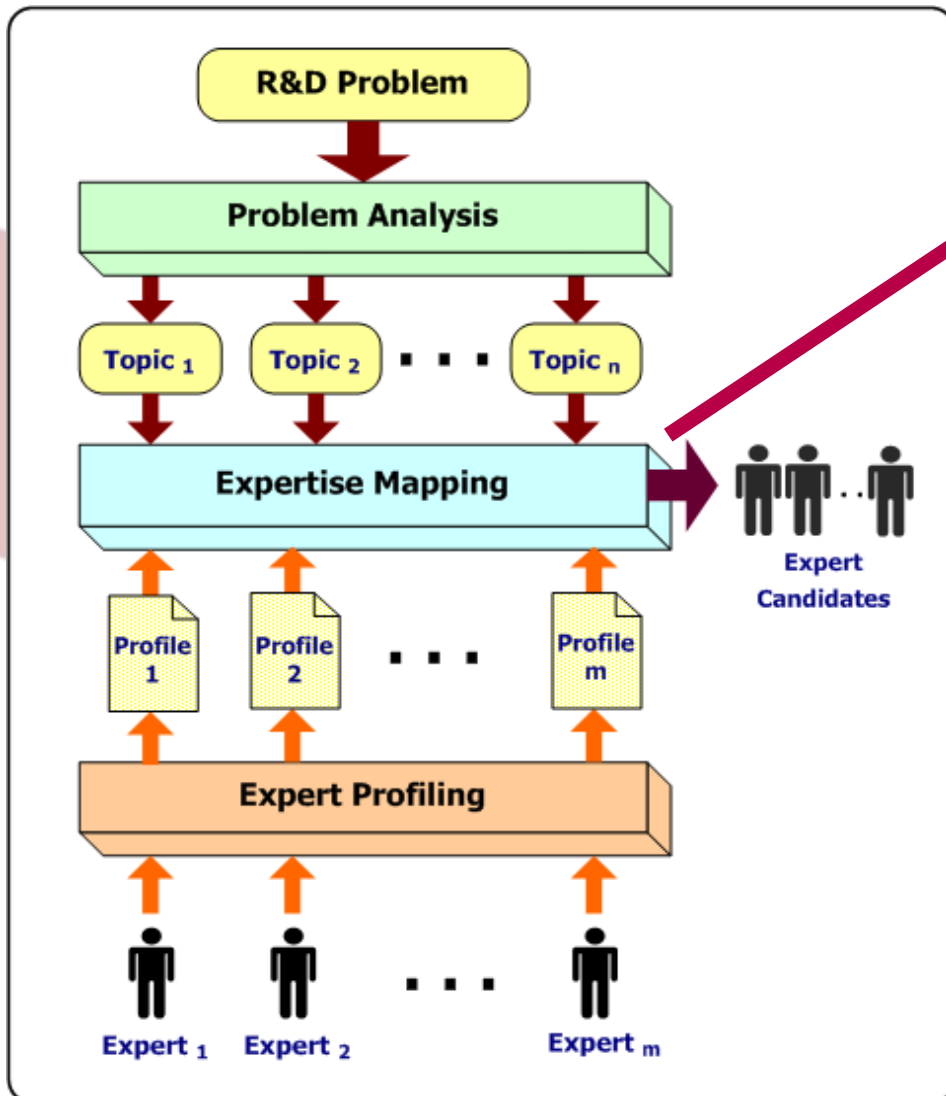 R&D Problem
Problem Analysis
Topic 1
Topic 2
. . .
Topic n
Expertise Mapping
. .
Expert
Candidates
Profile
1
Profile
2
. . .
Profile
m
Expert Profiling
. . .
Expert 1
Expert 2
Expert m